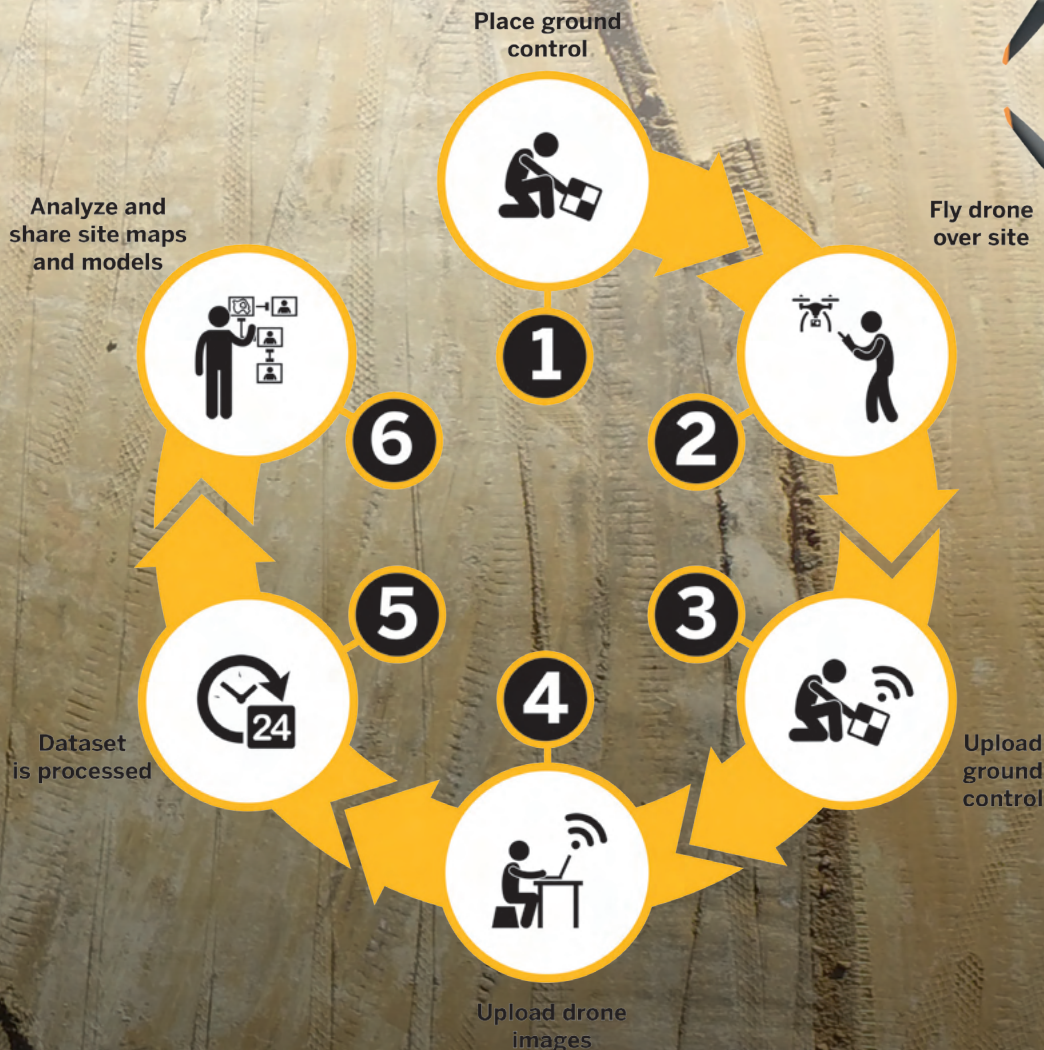 Place ground
control
1
Fly drone
over site
2
Upload
ground
control
3
Upload drone
images
4
Dataset
is processed
24
5
Analyze and
share site maps
and models
6